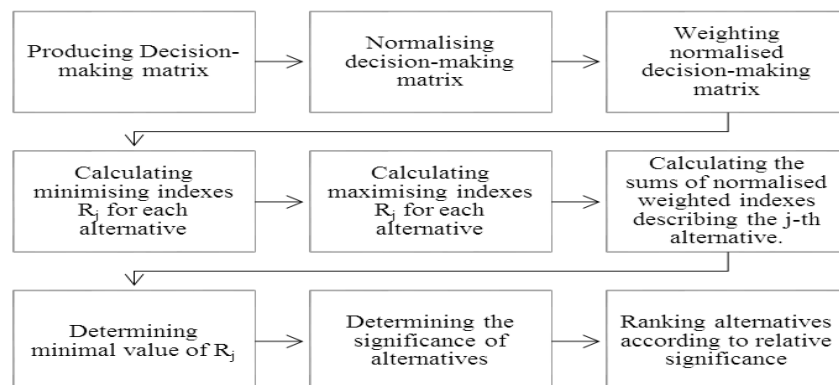 Producing Decision-
making matrix
Normalising
decision-making
matrix
Weighting
normalised
decision-making
matrix
Calculating
minimising indexes
Rj for each
alternative
Calculating
maximising indexes
Rj for each
alternative
Calculating the
sums of normalised
weighted indexes
describing the j-th
alternative.
Determining
minimal value of Rj
Determining the
significance of
alternatives
Ranking alternatives
according to relative
significance